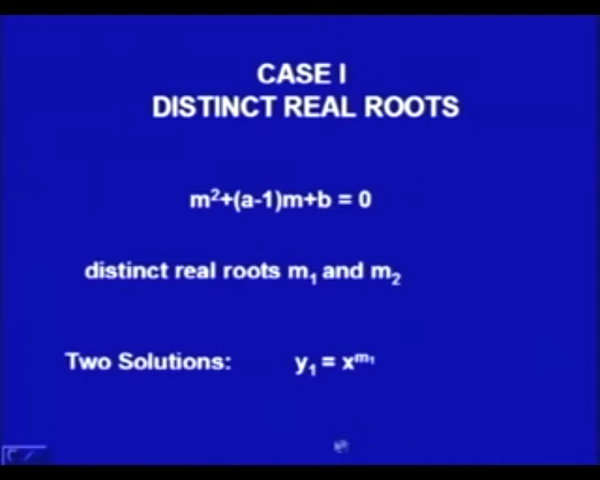 CASE I
DISTINCT REAL ROOTS
m²+(a-1)m+b = 0
distinct real roots m₁ and m₂
Two Solutions: y₁ = x^m₁